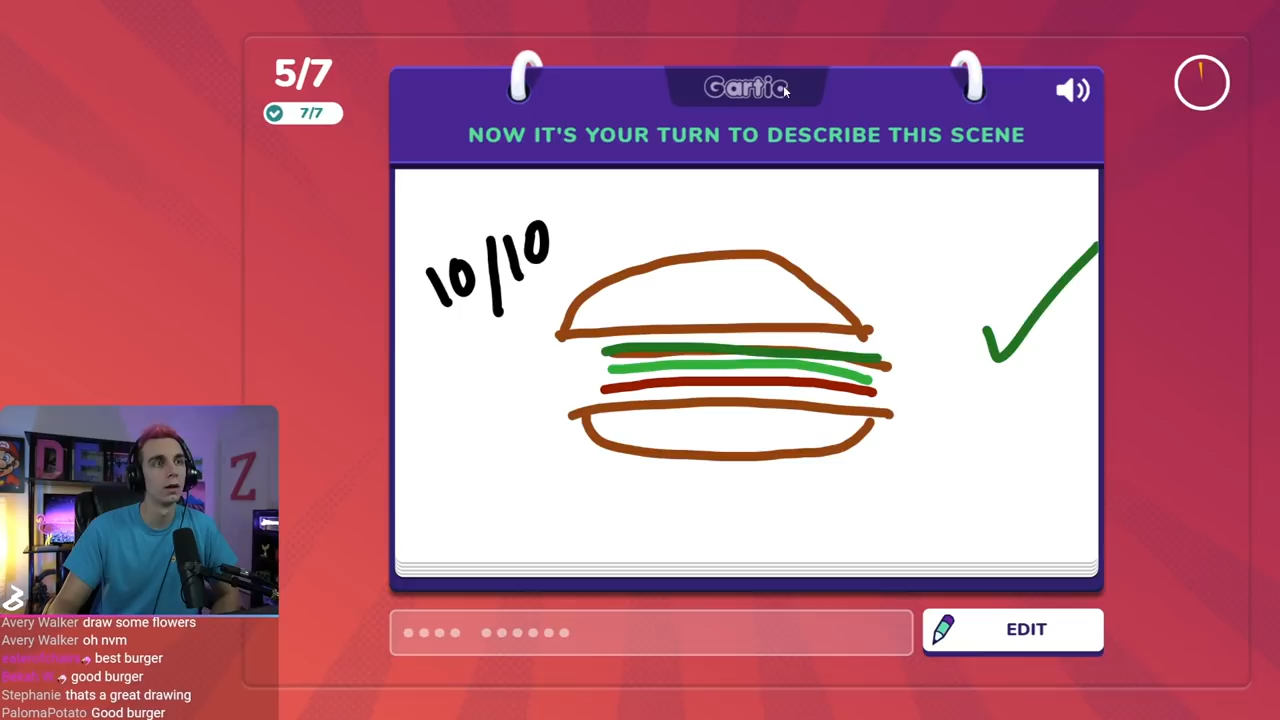 5/7
7/7
Gartic
NOW IT'S YOUR TURN TO DESCRIBE THIS SCENE
10/10
EDIT
DEM
Z
Avery Walker draw some flowers
Avery Walker oh nvm
best burger
good burger
Stephanie thats a great drawing
PalomaPotato Good burger